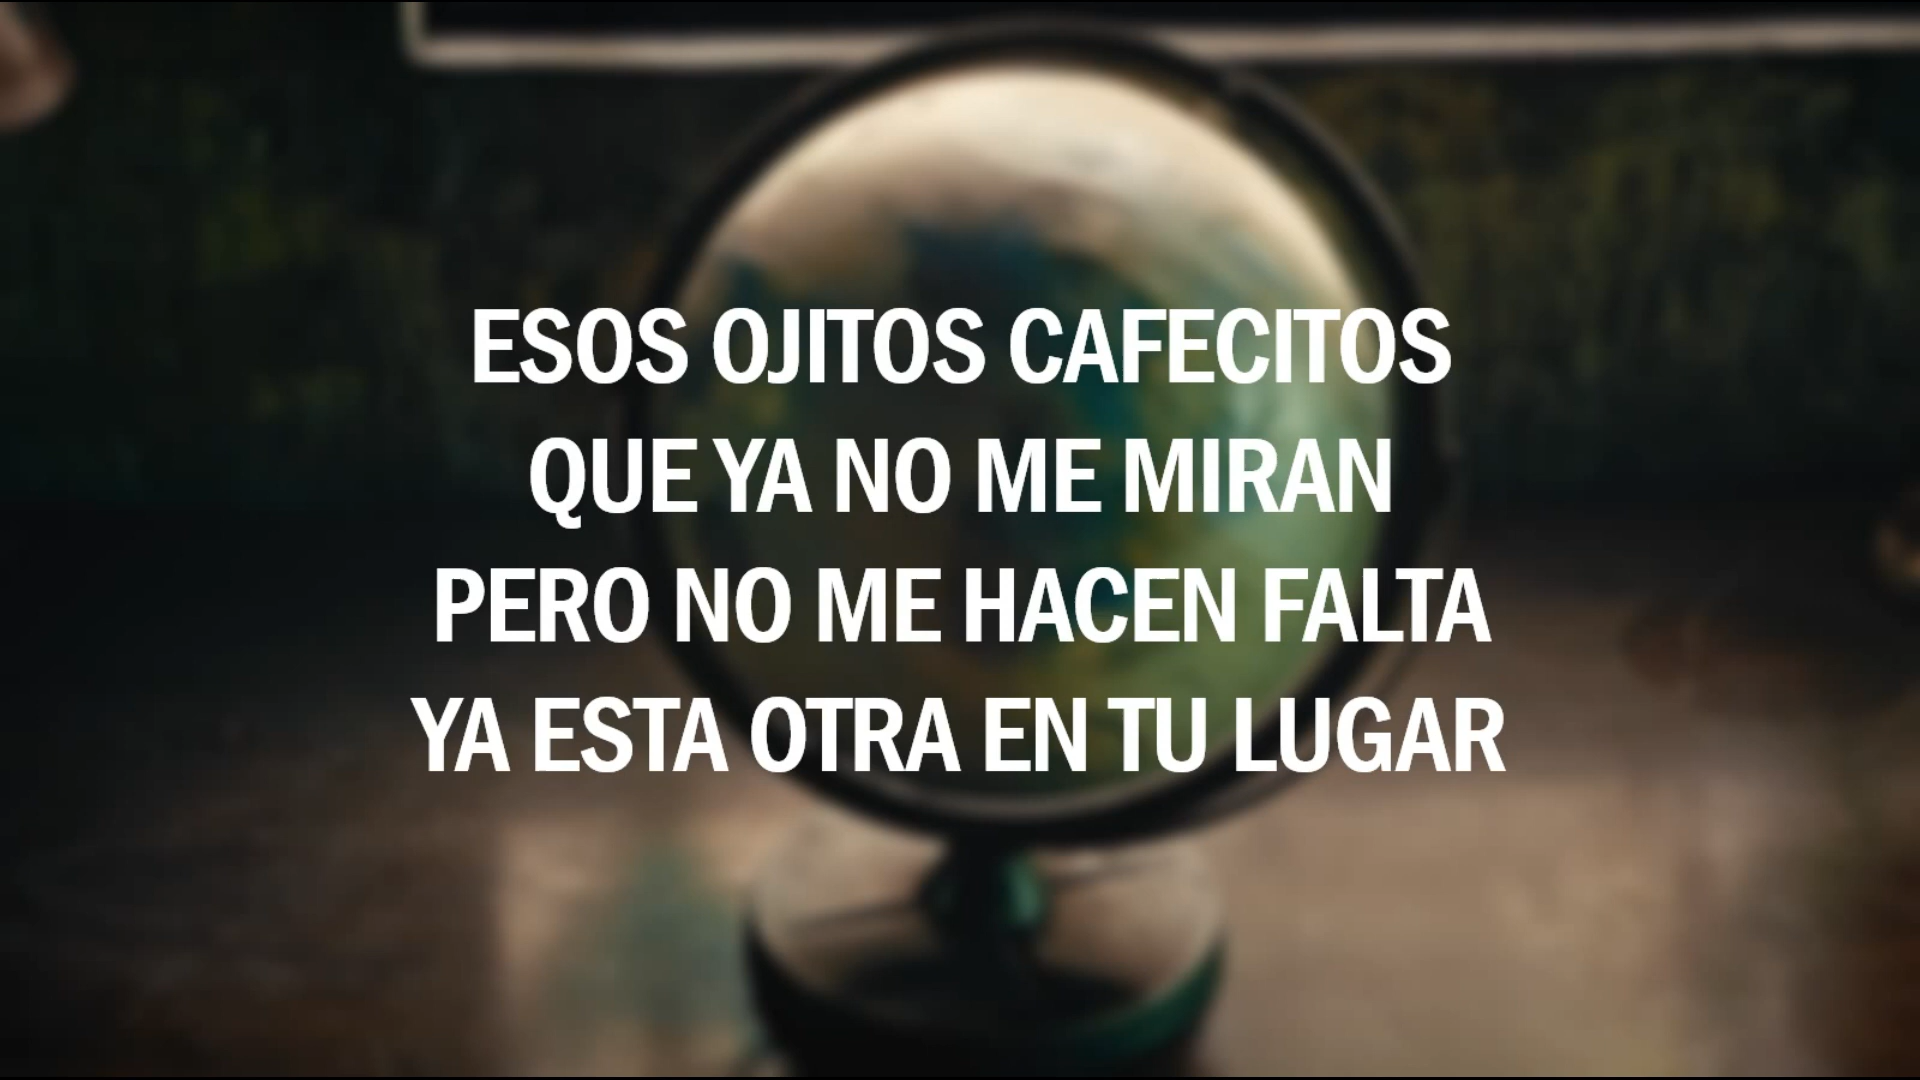 ESOS OJITOS CAFECITOS
QUE YA NO ME MIRAN
PERO NO ME HACEN FALTA
YA ESTA OTRA EN TU LUGAR